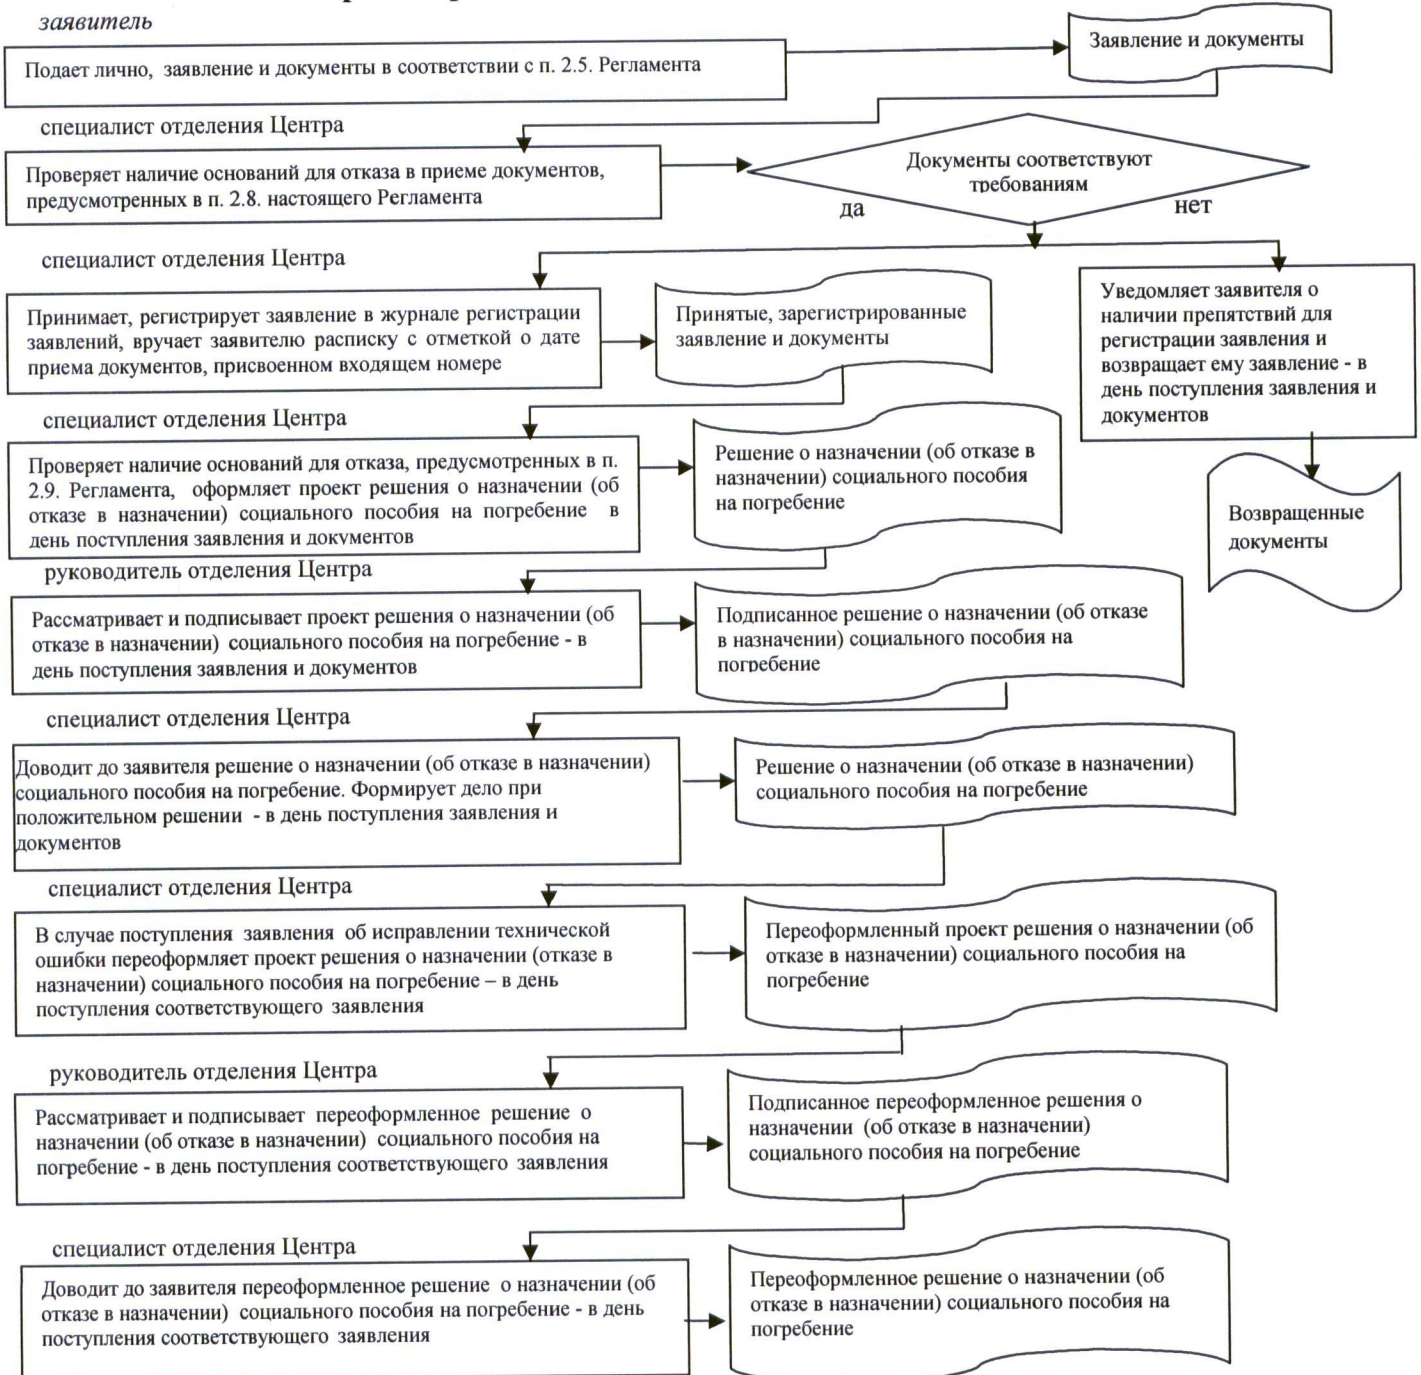 заявитель
Подает лично, заявление и документы в соответствии с п. 2.5. Регламента
Заявление и документы
специалист отделения Центра
Проверяет наличие оснований для отказа в приеме документов,
предусмотренных в п. 2.8. настоящего Регламента
Документы соответствуют
требованиям
да
нет
специалист отделения Центра
Принимает, регистрирует заявление в журнале регистрации
заявлений, вручает заявителю расписку с отметкой о дате
приема документов, присвоенном входящем номере
Принятые, зарегистрированные
заявление и документы
Уведомляет заявителя о
наличии препятствий для
регистрации заявления и
возвращает ему заявление - в
день поступления заявления и
документов
специалист отделения Центра
Проверяет наличие оснований для отказа, предусмотренных в п.
2.9. Регламента, оформляет проект решения о назначении (об
отказе в назначении) социального пособия на погребение в
день поступления заявления и документов
Решение о назначении (об отказе в
назначении) социального пособия
на погребение
Возвращенные
документы
руководитель отделения Центра
Рассматривает и подписывает проект решения о назначении (об
отказе в назначении) социального пособия на погребение - в
день поступления заявления и документов
Подписанное решение о назначении (об отказе
в назначении) социального пособия на
погребение
специалист отделения Центра
Доводит до заявителя решение о назначении (об отказе в назначении)
социального пособия на погребение. Формирует дело при
положительном решении - в день поступления заявления и
документов
Решение о назначении (об отказе в назначении)
социального пособия на погребение
специалист отделения Центра
В случае поступления заявления об исправлении технической
ошибки переоформляет проект решения о назначении (отказе в
назначении) социального пособия на погребение – в день
поступления соответствующего заявления
Переоформленный проект решения о назначении (об
отказе в назначении) социального пособия на
погребение
руководитель отделения Центра
Рассматривает и подписывает переоформленное решение о
назначении (об отказе в назначении) социального пособия на
погребение - в день поступления соответствующего заявления
Подписанное переоформленное решения о
назначении (об отказе в назначении)
социального пособия на погребение
специалист отделения Центра
Доводит до заявителя переоформленное решение о назначении (об
отказе в назначении) социального пособия на погребение - в день
поступления соответствующего заявления
Переоформленное решение о назначении (об
отказе в назначении) социального пособия на
погребение